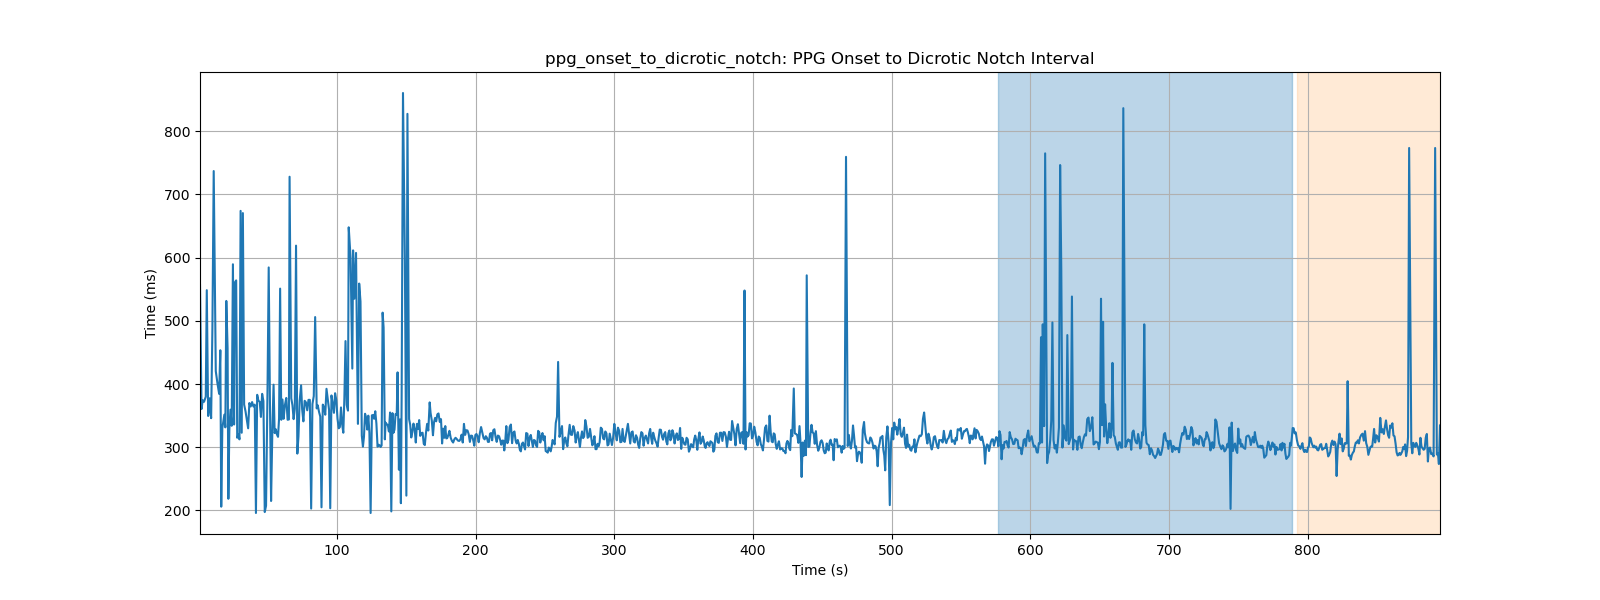 ppg_onset_to_dicrotic_notch: PPG Onset to Dicrotic Notch Interval
Time (ms)
800
700
600
500
400
300
200
100 200 300 400 500 600 700 800
Time (s)